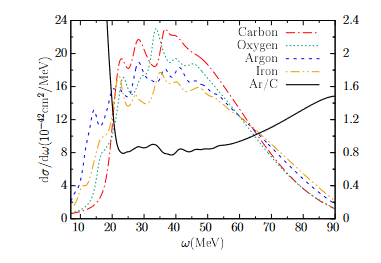 24
20
16
12
8
4
0
2.4
2
1.6
1.2
0.8
0.4
0
10 20 30 40 50 60 70 80 90
dσ/dω(10⁻⁴²cm²/MeV)
ω(MeV)
Carbon
Oxygen
Argon
Iron
Ar/C